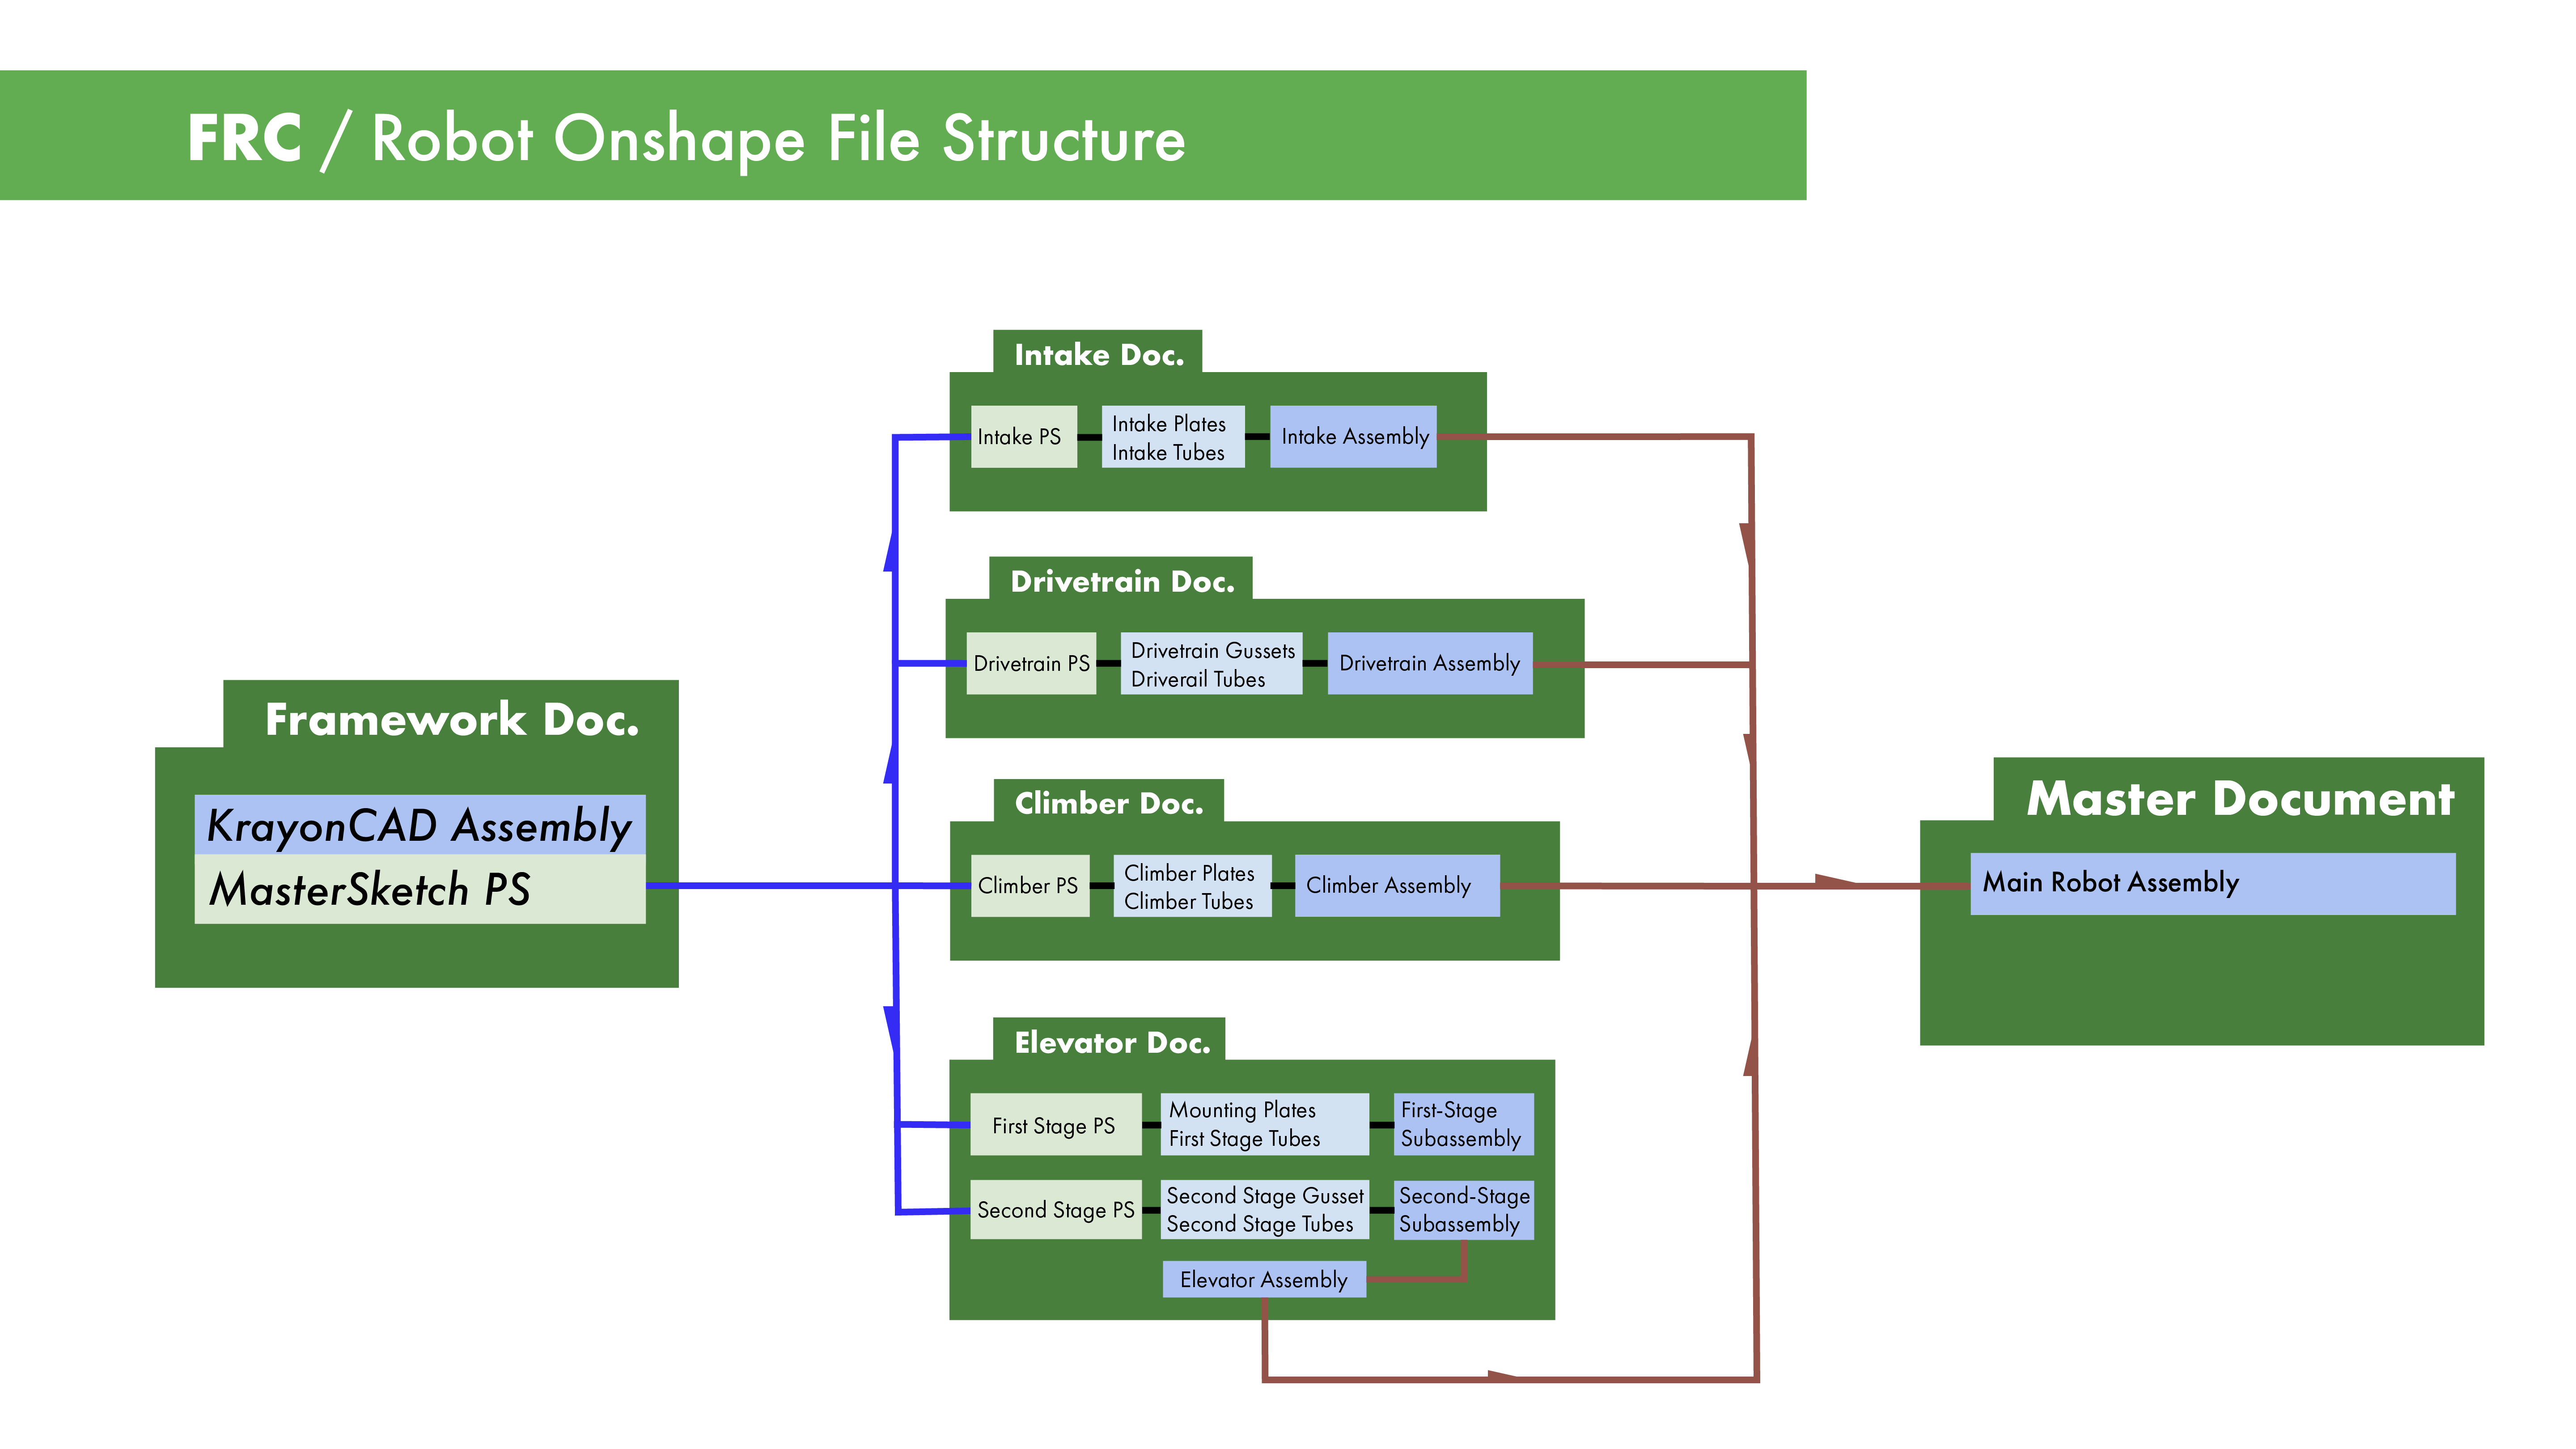 FRC / Robot Onshape File Structure
Framework Doc.
KrayonCAD Assembly
MasterSketch PS
Intake Doc.
Intake PS
Intake Plates
Intake Tubes
Intake Assembly
Drivetrain Doc.
Drivetrain PS
Drivetrain Gussets
Driverail Tubes
Drivetrain Assembly
Climber Doc.
Climber PS
Climber Plates
Climber Tubes
Climber Assembly
Elevator Doc.
First Stage PS
Mounting Plates
First Stage Tubes
First-Stage
Subassembly
Second Stage PS
Second Stage Gusset
Second Stage Tubes
Second-Stage
Subassembly
Elevator Assembly
Master Document
Main Robot Assembly